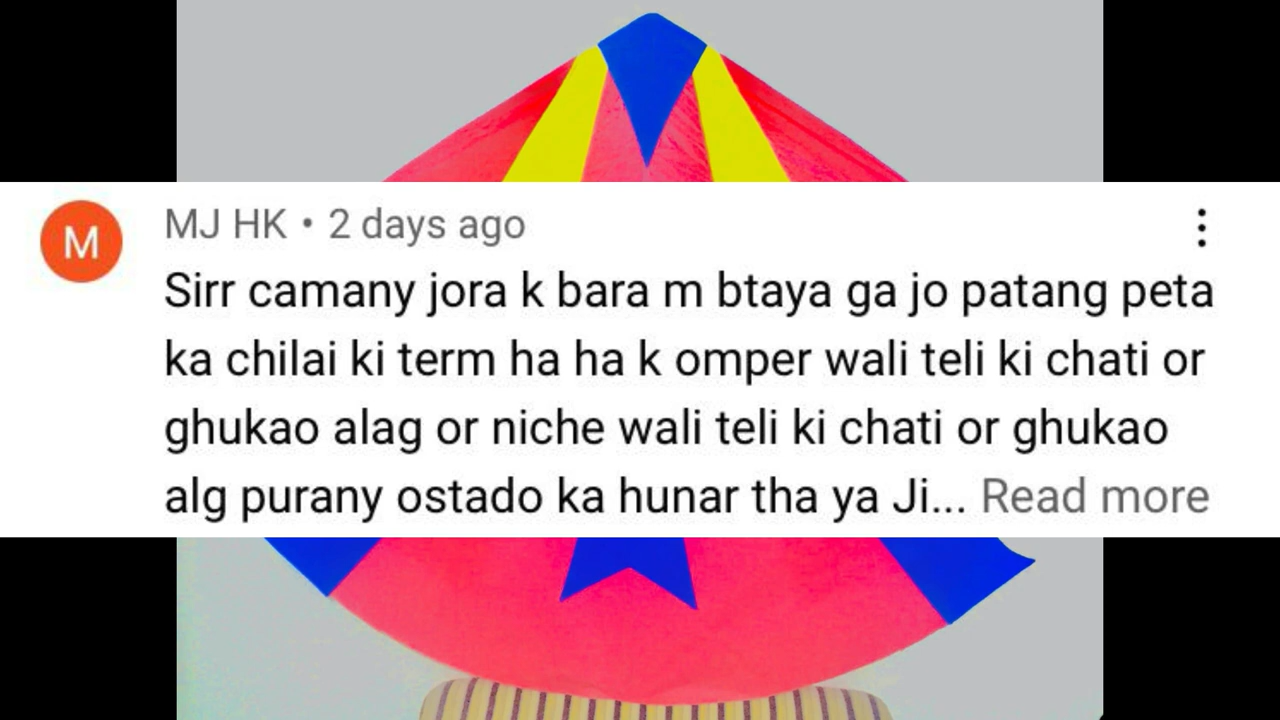 M
MJ HK • 2 days ago
Sirr camany jora k bara m btaya ga jo patang peta
ka chilai ki term ha ha k omper wali teli ki chati or
ghukao alag or niche wali teli ki chati or ghukao
alg purany ostado ka hunar tha ya Ji... Read more